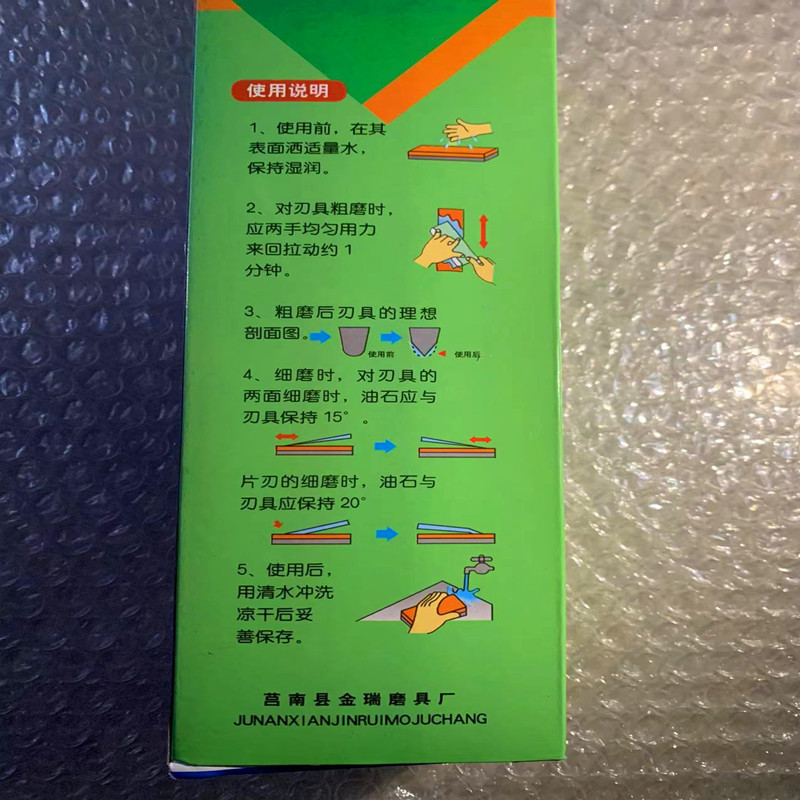 使用说明
1、使用前，在其
表面洒适量水，
保持湿润。
2、对刃具粗磨时，
应两手均匀用力
来回拉动约1
分钟。
3、粗磨后刃具的理想
剖面图。
使用前 使用后
4、细磨时，对刃具的
两面细磨时，油石应与
刃具保持15°。
片刃的细磨时，油石与
刃具应保持20°
5、使用后，
用清水冲洗
凉干后妥
善保存。
莒南县金瑞磨具厂
JUNANXIANJINRUIMOJUCHANG